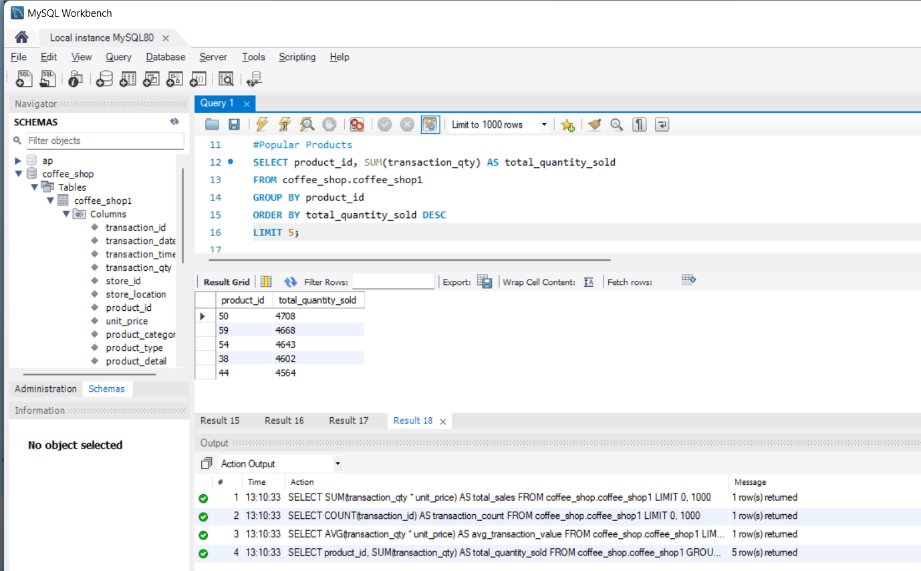 MySQL Workbench
Local instance MySQL80
File Edit View Query Database Server Tools Scripting Help
Navigator
SCHEMAS
Filter objects
ap
coffee_shop
Tables
coffee_shop1
Columns
transaction_id
transaction_date
transaction_time
transaction_qty
store_id
store_location
product_id
unit_price
product_categor
product_type
product_detail
Administration Schemas
Information
No object selected
Query 1
Limit to 1000 rows
11 #Popular Products
12 SELECT product_id, SUM(transaction_qty) AS total_quantity_sold
13 FROM coffee_shop.coffee_shop1
14 GROUP BY product_id
15 ORDER BY total_quantity_sold DESC
16 LIMIT 5;
17
Result Grid Filter Rows: Export: Wrap Cell Content: Fetch rows:
product_id total_quantity_sold
50 4708
59 4668
54 4643
38 4602
44 4564
Result 15 Result 16 Result 17 Result 18
Output
Action Output
# Time Action Message
1 13:10:33 SELECT SUM(transaction_qty * unit_price) AS total_sales FROM coffee_shop.coffee_shop1 LIMIT 0, 1000 1 row(s) returned
2 13:10:33 SELECT COUNT(transaction_id) AS transaction_count FROM coffee_shop.coffee_shop1 LIMIT 0, 1000 1 row(s) returned
3 13:10:33 SELECT AVG(transaction_qty * unit_price) AS avg_transaction_value FROM coffee_shop.coffee_shop1 LIM... 1 row(s) returned
4 13:10:33 SELECT product_id, SUM(transaction_qty) AS total_quantity_sold FROM coffee_shop.coffee_shop1 GROU... 5 row(s) returned